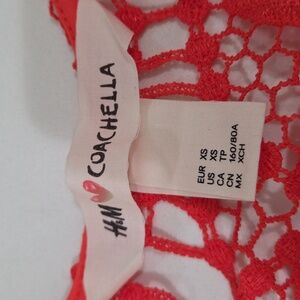 H&M ♥ COACHELLA
EUR XS
US XS
CA TP
CN 160/80A
MX XCH